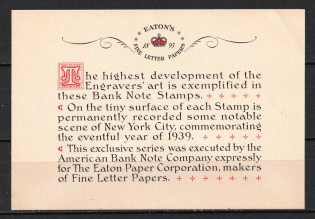 EATON'S
18 93
FINE LETTER PAPERS
The highest development of the
Engravers' art is exemplified in
these Bank Note Stamps.
On the tiny surface of each Stamp is
permanently recorded some notable
scene of New York City, commemorating
the eventful year of 1939.
This exclusive series was executed by the
American Bank Note Company expressly
for The Eaton Paper Corporation, makers
of Fine Letter Papers.